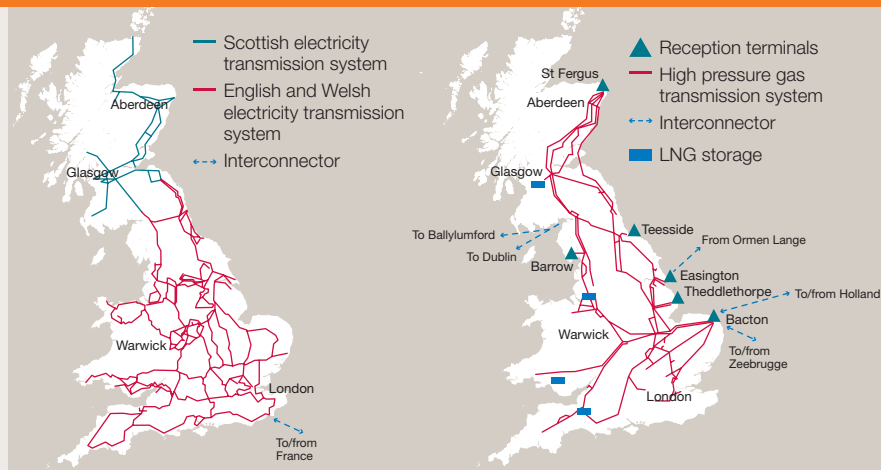 Scottish electricity
transmission system
English and Welsh
electricity transmission
system
Interconnector
Aberdeen
Glasgow
Warwick
London
To/from
France
Reception terminals
High pressure gas
transmission system
Interconnector
LNG storage
St Fergus
Aberdeen
Glasgow
To Ballylumford
To Dublin
Barrow
Teesside
From Ormen Lange
Easington
Theddlethorpe
To/from Holland
Bacton
To/from
Zeebrugge
Warwick
London